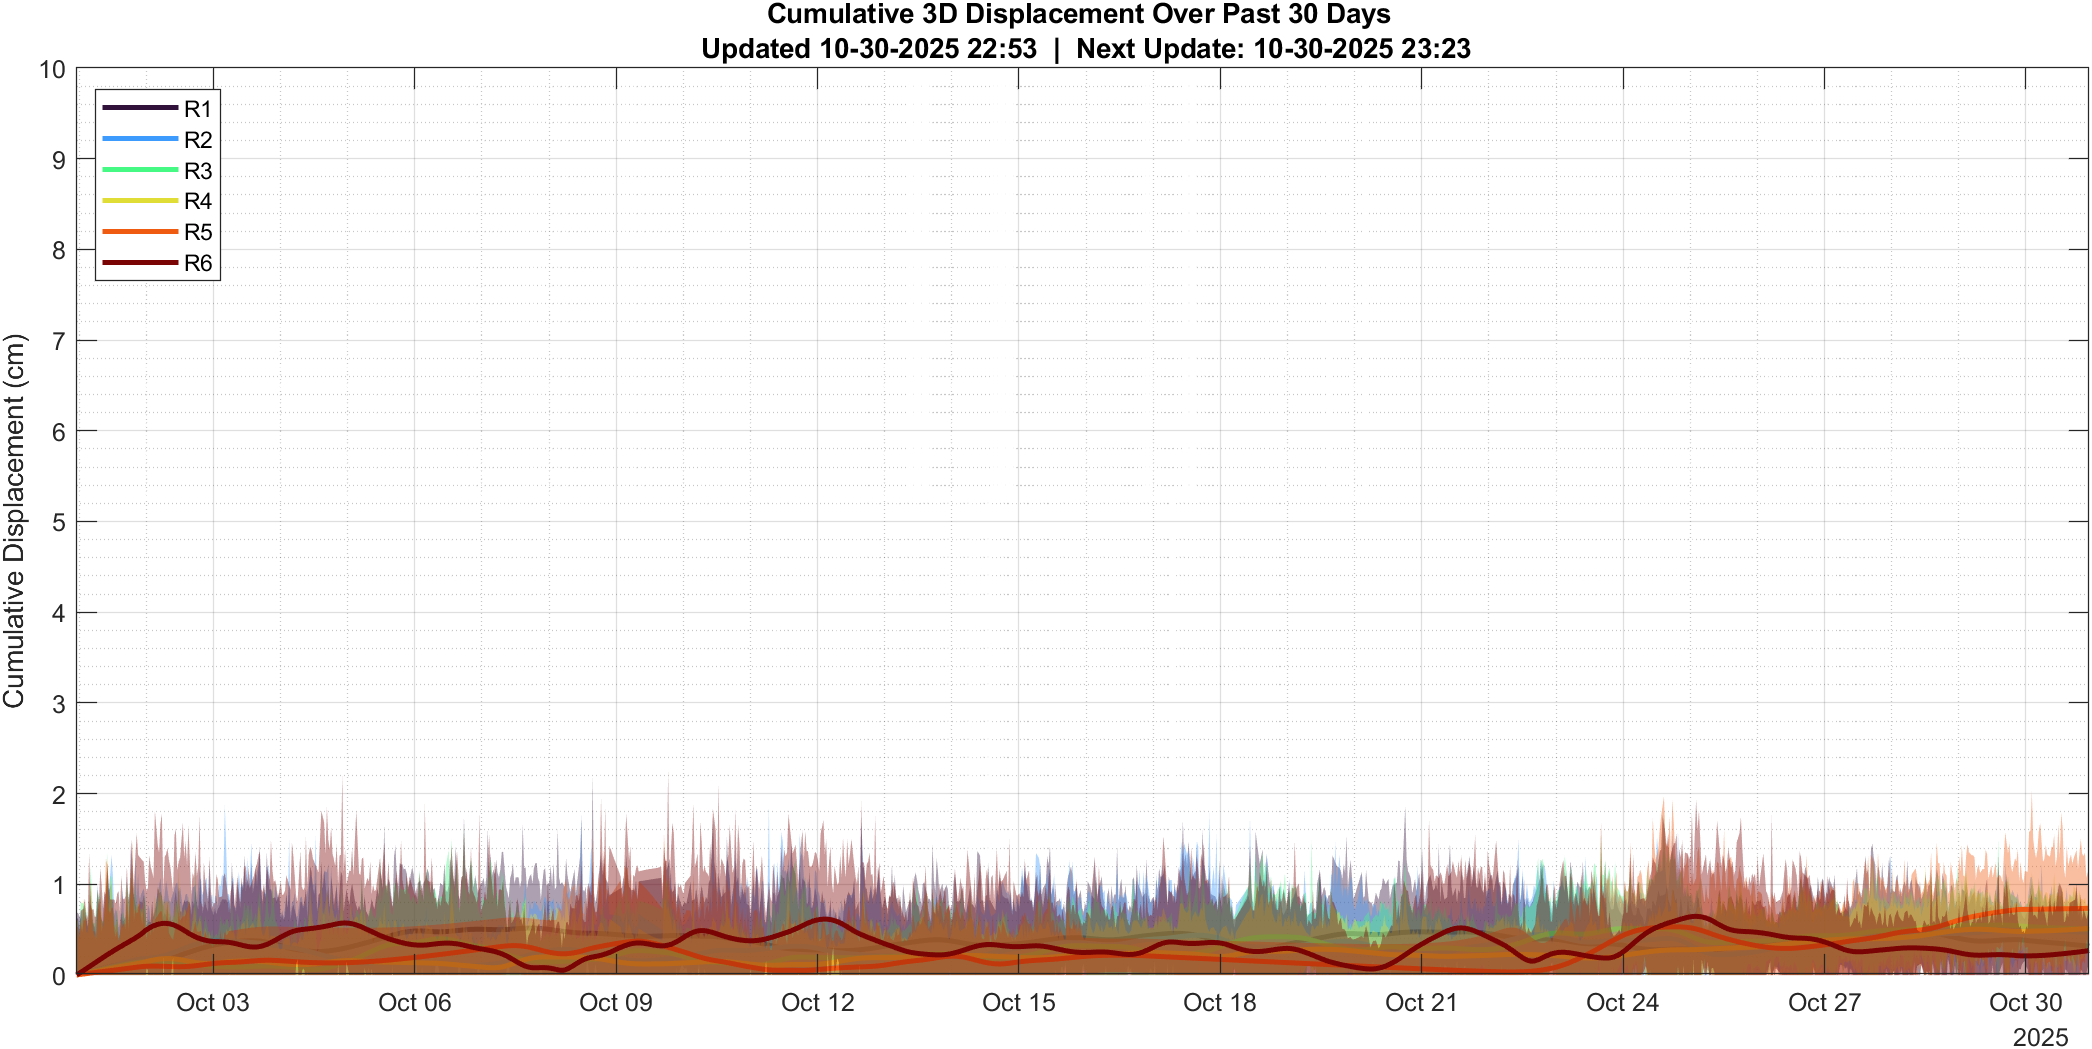 Cumulative 3D Displacement Over Past 30 Days
Updated 10-30-2025 22:53 | Next Update: 10-30-2025 23:23
Cumulative Displacement (cm)
10
9
8
7
6
5
4
3
2
1
0
R1
R2
R3
R4
R5
R6
Oct 03
Oct 06
Oct 09
Oct 12
Oct 15
Oct 18
Oct 21
Oct 24
Oct 27
Oct 30
2025